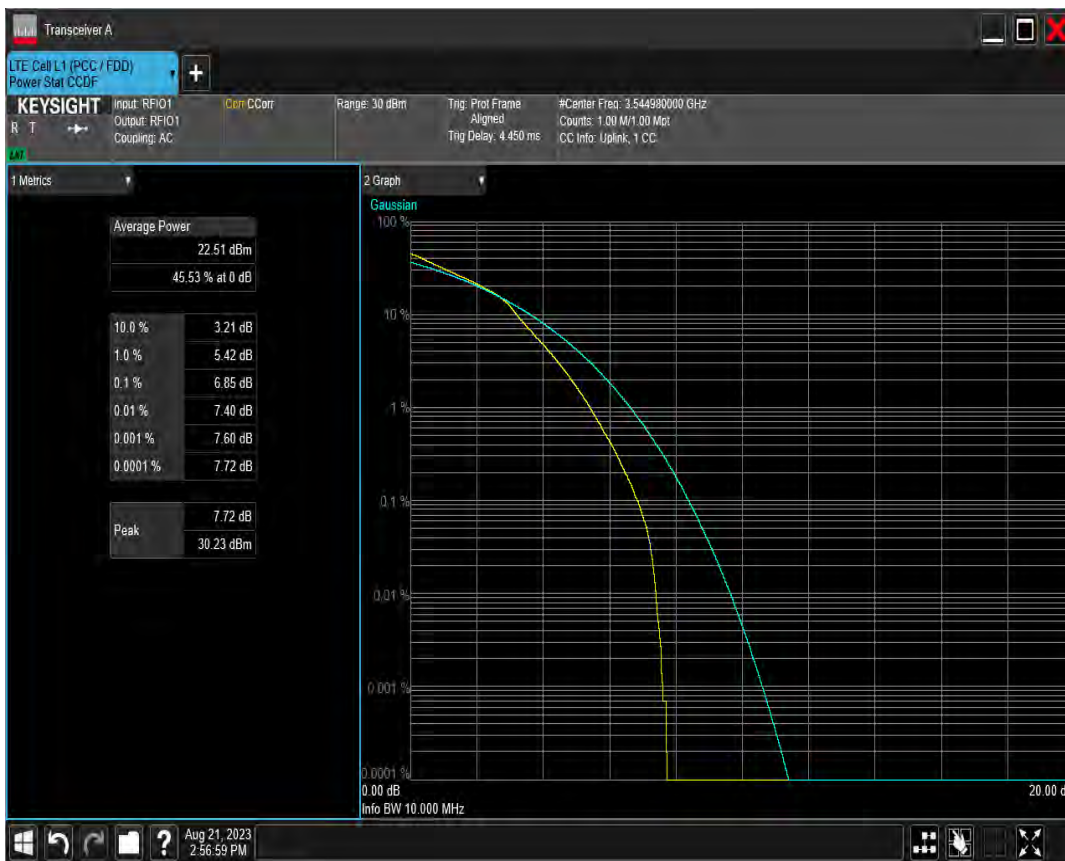 Transceiver A
LTE Cell L1 (PCC / FDD)
Power Stat CCDF
+
KEYSIGHT
R T
LXI
Input: RFIO1
Output: RFIO1
Coupling: AC
Corr CCorr
Range: 30 dBm
Trig: Prot Frame
Aligned
Trig Delay: 4.450 ms
#Center Freq: 3.544980000 GHz
Counts: 1.00 M/1.00 Mpt
CC Info: Uplink, 1 CC
1 Metrics
Average Power
22.51 dBm
45.53 % at 0 dB
10.0 % 3.21 dB
1.0 % 5.42 dB
0.1 % 6.85 dB
0.01 % 7.40 dB
0.001 % 7.60 dB
0.0001 % 7.72 dB
Peak
7.72 dB
30.23 dBm
2 Graph
Gaussian
100 %
10 %
1 %
0.1 %
0.01 %
0.001 %
0.0001 %
0.00 dB
20.00 d
Info BW 10.000 MHz
?
Aug 21, 2023
2:56:59 PM